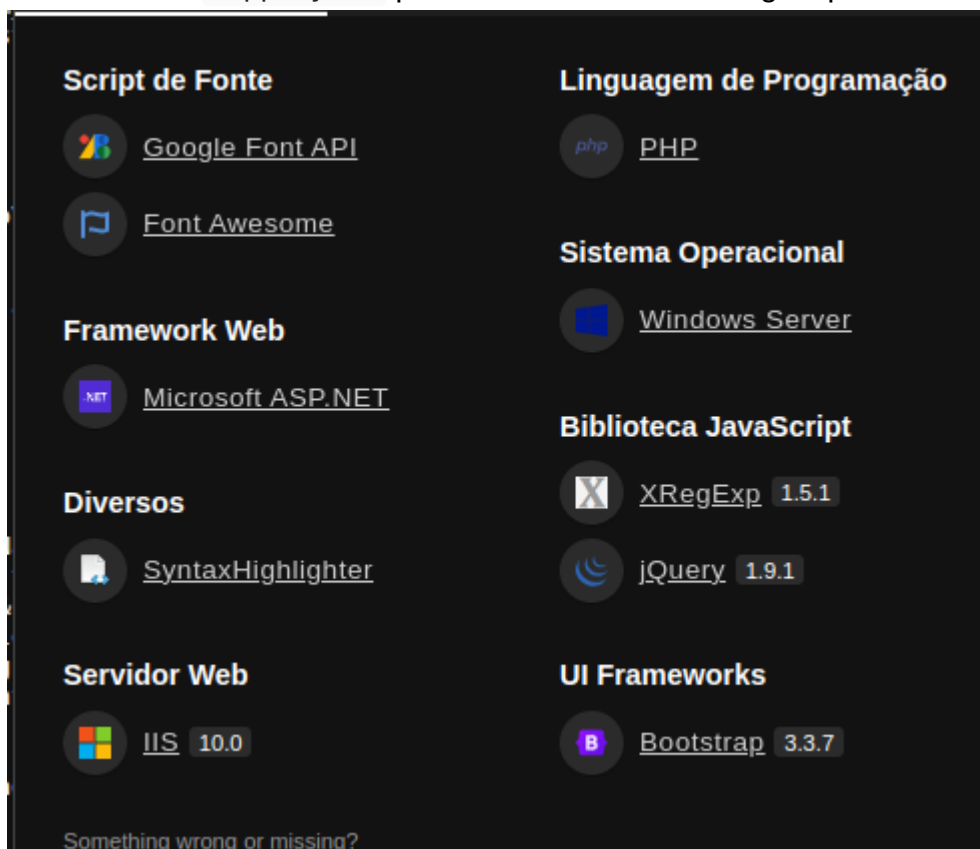 Script de Fonte
Google Font API
Font Awesome
Framework Web
.NET
Microsoft ASP.NET
Diversos
SyntaxHighlighter
Servidor Web
IIS 10.0
Something wrong or missing?
Linguagem de Programação
php
PHP
Sistema Operacional
Windows Server
Biblioteca JavaScript
X
XRegExp 1.5.1
jQuery 1.9.1
UI Frameworks
B
Bootstrap 3.3.7